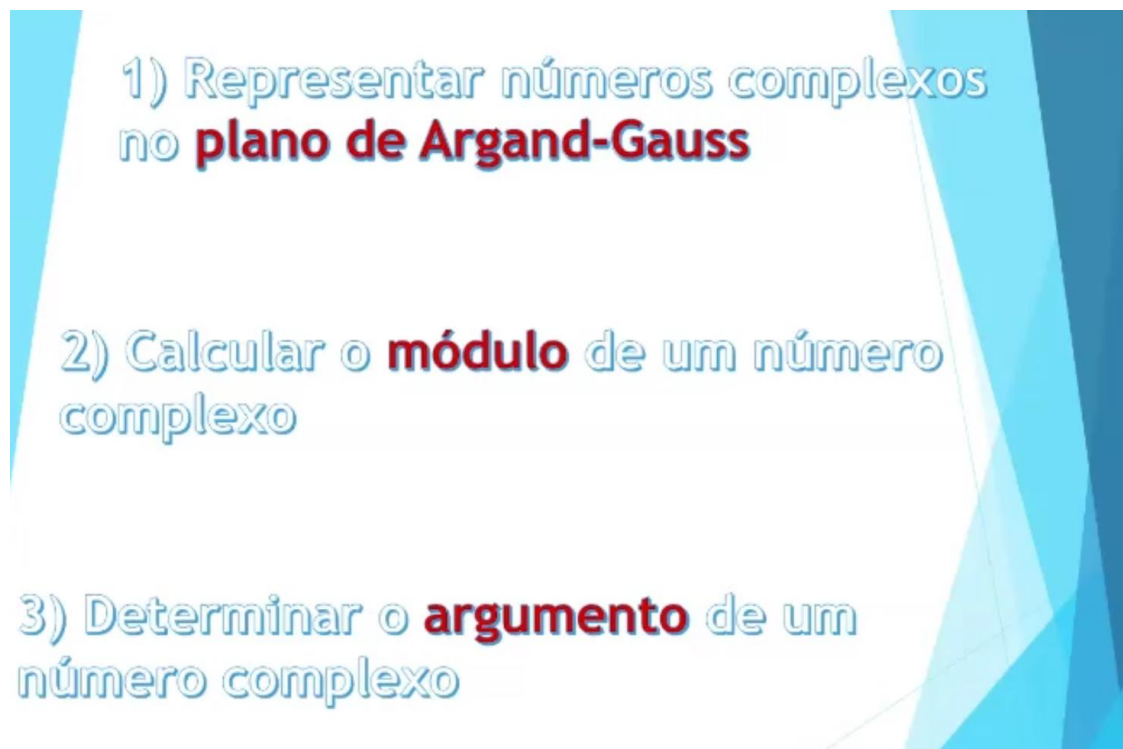 1) Representar números complexos
no plano de Argand-Gauss
2) Calcular o módulo de um número
complexo
3) Determinar o argumento de um
número complexo